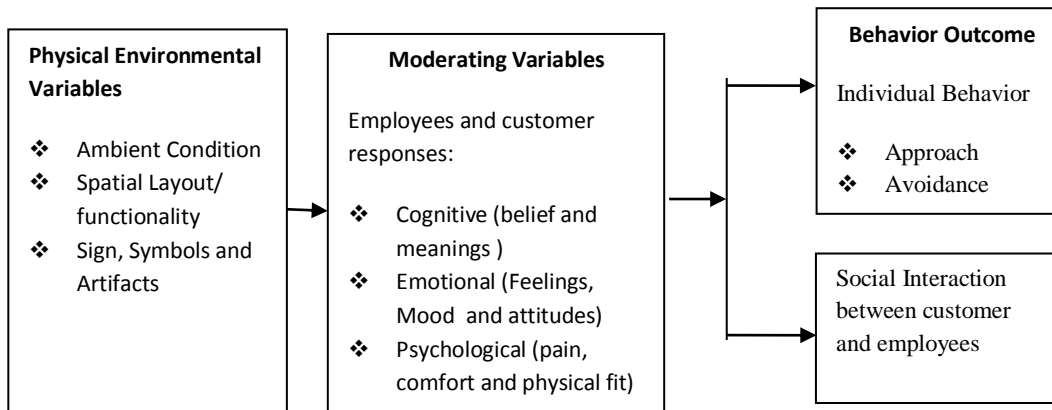 Physical Environmental
Variables
❖ Ambient Condition
❖ Spatial Layout/
functionality
❖ Sign, Symbols and
Artifacts
Moderating Variables
Employees and customer
responses:
❖ Cognitive (belief and
meanings )
❖ Emotional (Feelings,
Mood and attitudes)
❖ Psychological (pain,
comfort and physical fit)
Behavior Outcome
Individual Behavior
❖ Approach
❖ Avoidance
Social Interaction
between customer
and employees